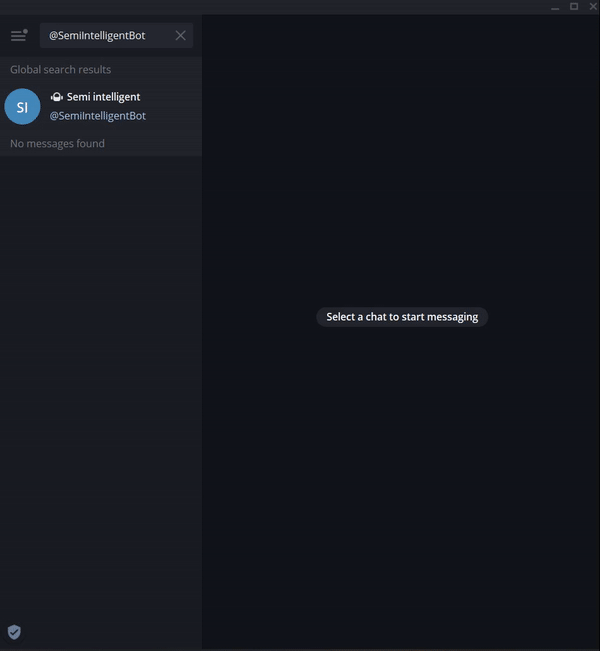 @SemiIntelligentBot
Global search results
SI
Semi intelligent
@SemiIntelligentBot
No messages found
Select a chat to start messaging